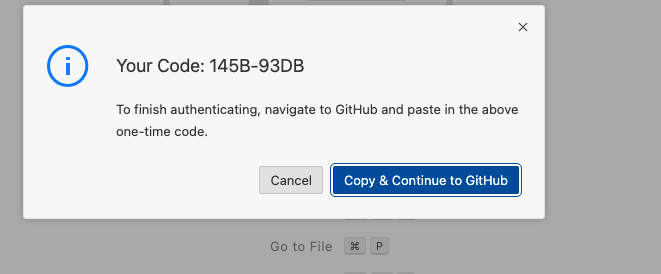 Your Code: 145B-93DB
To finish authenticating, navigate to GitHub and paste in the above
one-time code.
Cancel
Copy & Continue to GitHub
Go to File ⌘ P